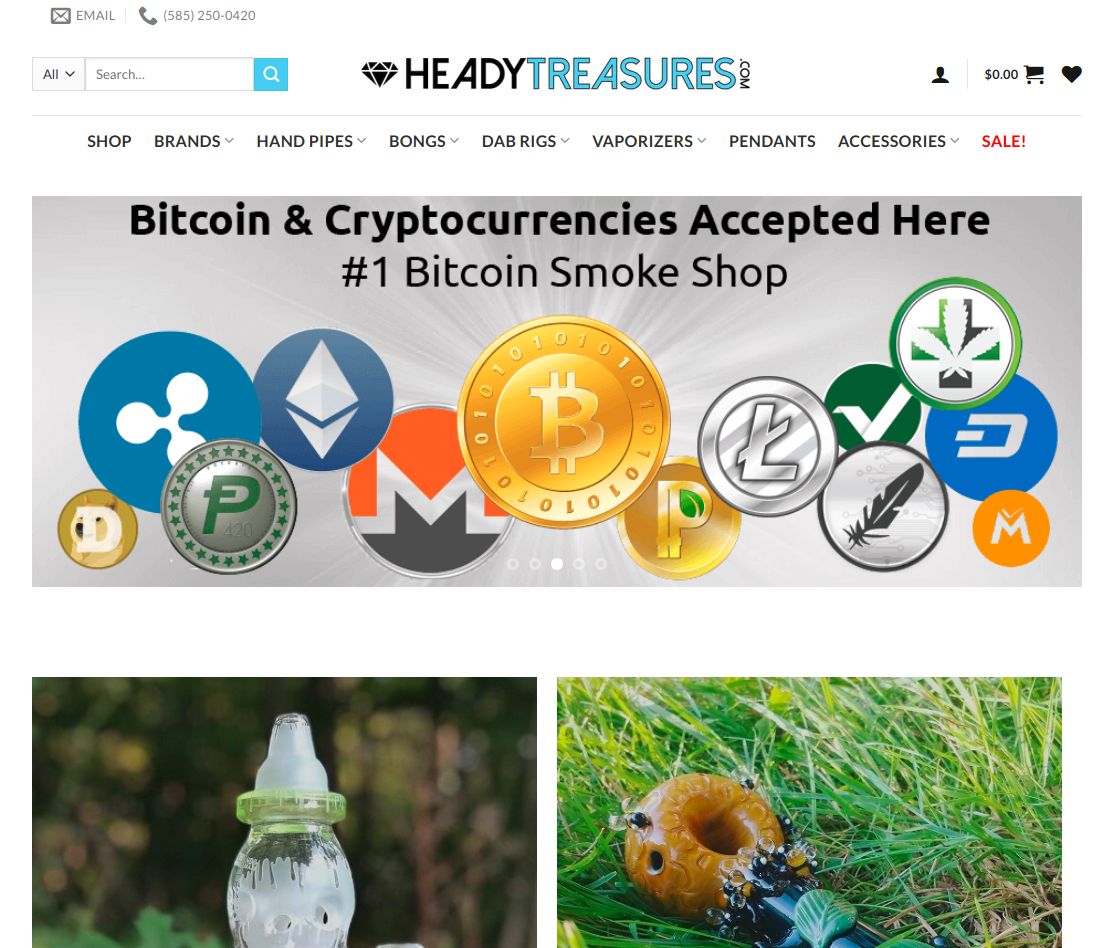 EMAIL (585) 250-0420
All Search... HEADYTREASURES.COM $0.00
SHOP BRANDS HAND PIPES BONGS DAB RIGS VAPORIZERS PENDANTS ACCESSORIES SALE!
Bitcoin & Cryptocurrencies Accepted Here
#1 Bitcoin Smoke Shop
10101010101010
D
P
420